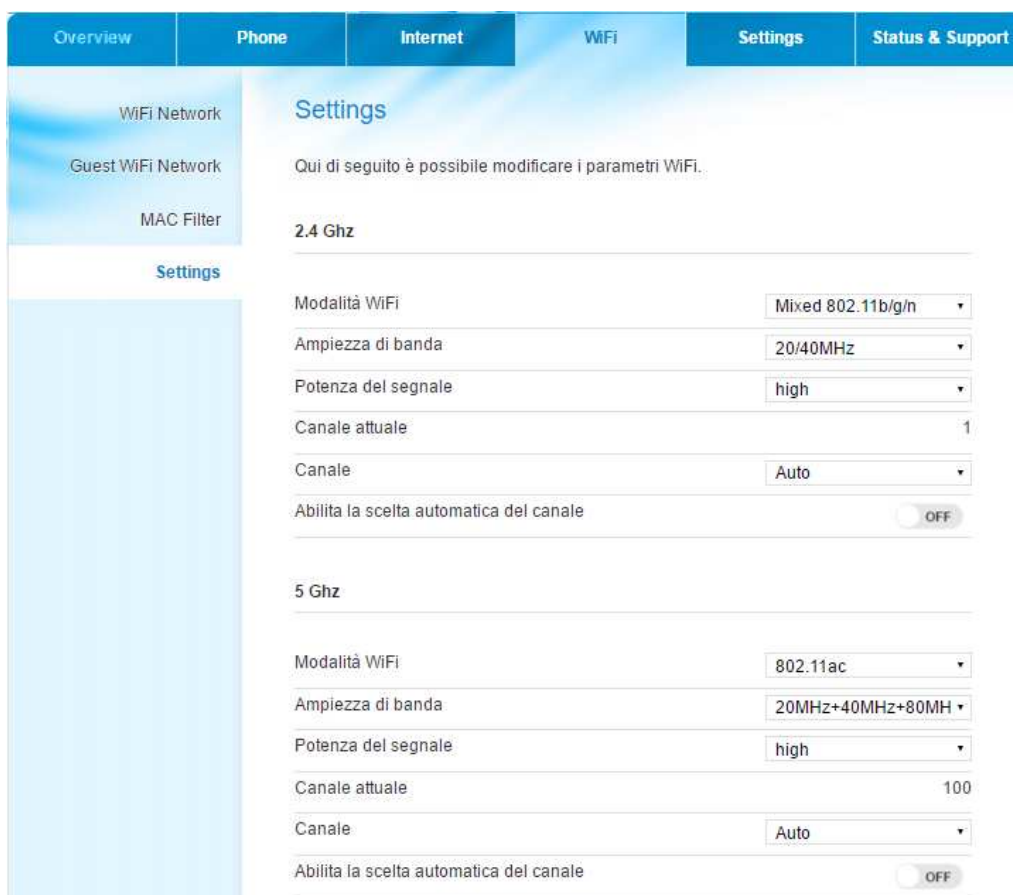 Overview Phone Internet WiFi Settings Status & Support
WiFi Network
Guest WiFi Network
MAC Filter
Settings
Settings
Qui di seguito è possibile modificare i parametri WiFi.
2.4 Ghz
Modalità WiFi Mixed 802.11b/g/n
Ampiezza di banda 20/40MHz
Potenza del segnale high
Canale attuale 1
Canale Auto
Abilita la scelta automatica del canale OFF
5 Ghz
Modalità WiFi 802.11ac
Ampiezza di banda 20MHz+40MHz+80MH
Potenza del segnale high
Canale attuale 100
Canale Auto
Abilita la scelta automatica del canale OFF